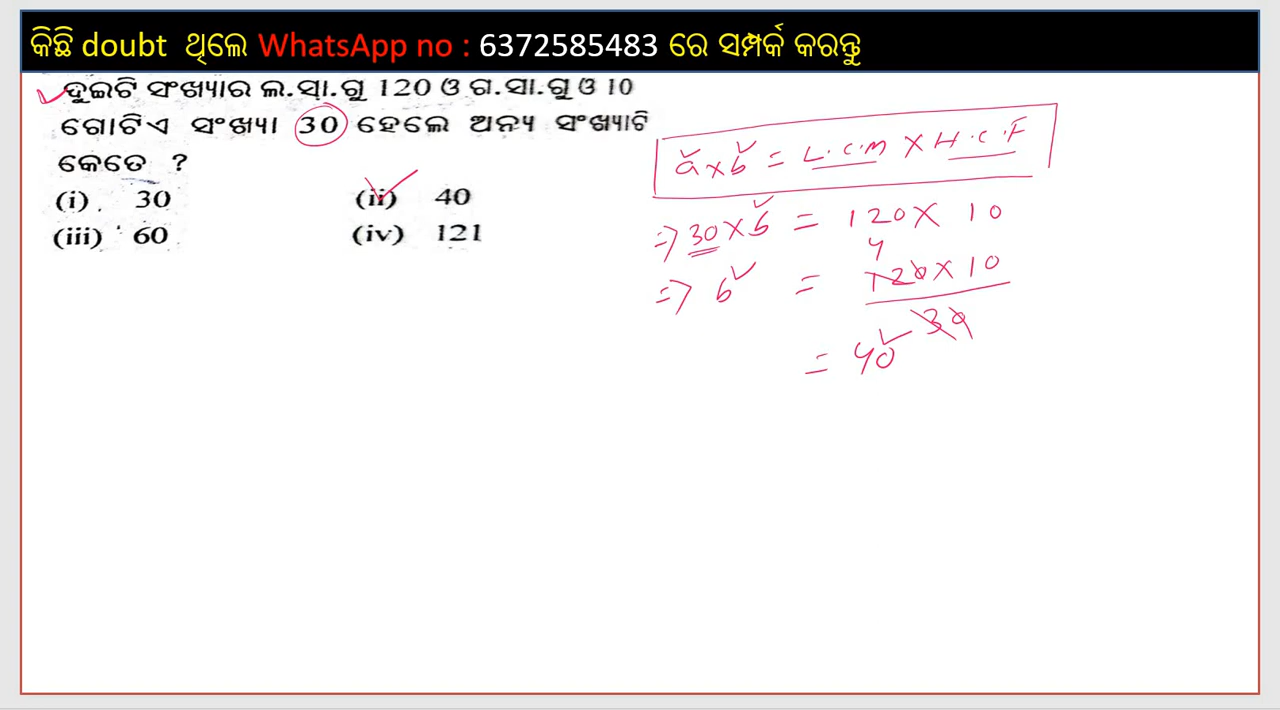 କିଛି doubt ଥିଲେ WhatsApp no : 6372585483 ରେ ସମ୍ପର୍କ କରନ୍ତୁ
ଦୁଇଟି ସଂଖ୍ୟାର ଲ.ସା.ଗୁ 120 ଓ ଗ.ସା.ଗୁ ଓ 10
ଗୋଟିଏ ସଂଖ୍ୟା 30 ହେଲେ ଅନ୍ୟ ସଂଖ୍ୟାଟି
କେତେ ?
(i) 30 (ii) 40
(iii) 60 (iv) 121
a × b = L.C.M × H.C.F
⇒ 30 × b = 120 × 10
4
⇒ b = 120 × 10
30
= 40